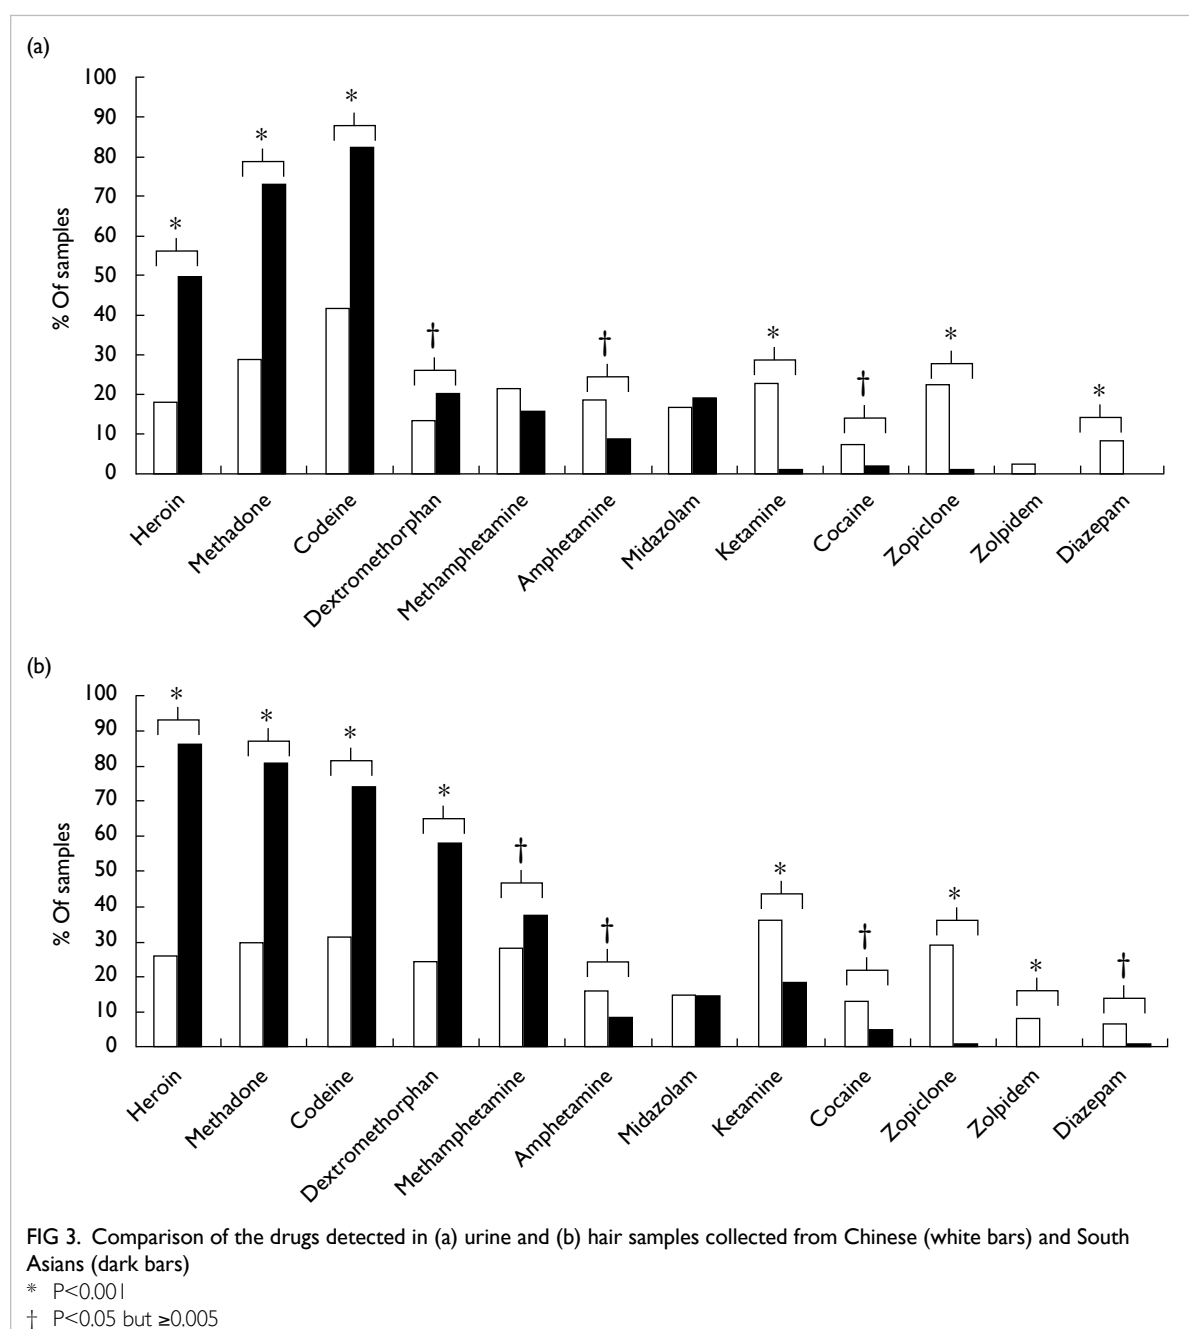 (a)
% Of samples
100
90
80
70
60
50
40
30
20
10
0
*
*
*
†
†
*
†
*
*
Heroin
Methadone
Codeine
Dextromethorphan
Methamphetamine
Amphetamine
Midazolam
Ketamine
Cocaine
Zopiclone
Zolpidem
Diazepam
(b)
% Of samples
100
90
80
70
60
50
40
30
20
10
0
*
*
*
*
†
†
*
†
*
*
†
Heroin
Methadone
Codeine
Dextromethorphan
Methamphetamine
Amphetamine
Midazolam
Ketamine
Cocaine
Zopiclone
Zolpidem
Diazepam
FIG 3. Comparison of the drugs detected in (a) urine and (b) hair samples collected from Chinese (white bars) and South
Asians (dark bars)
* P<0.001
† P<0.05 but ≥0.005